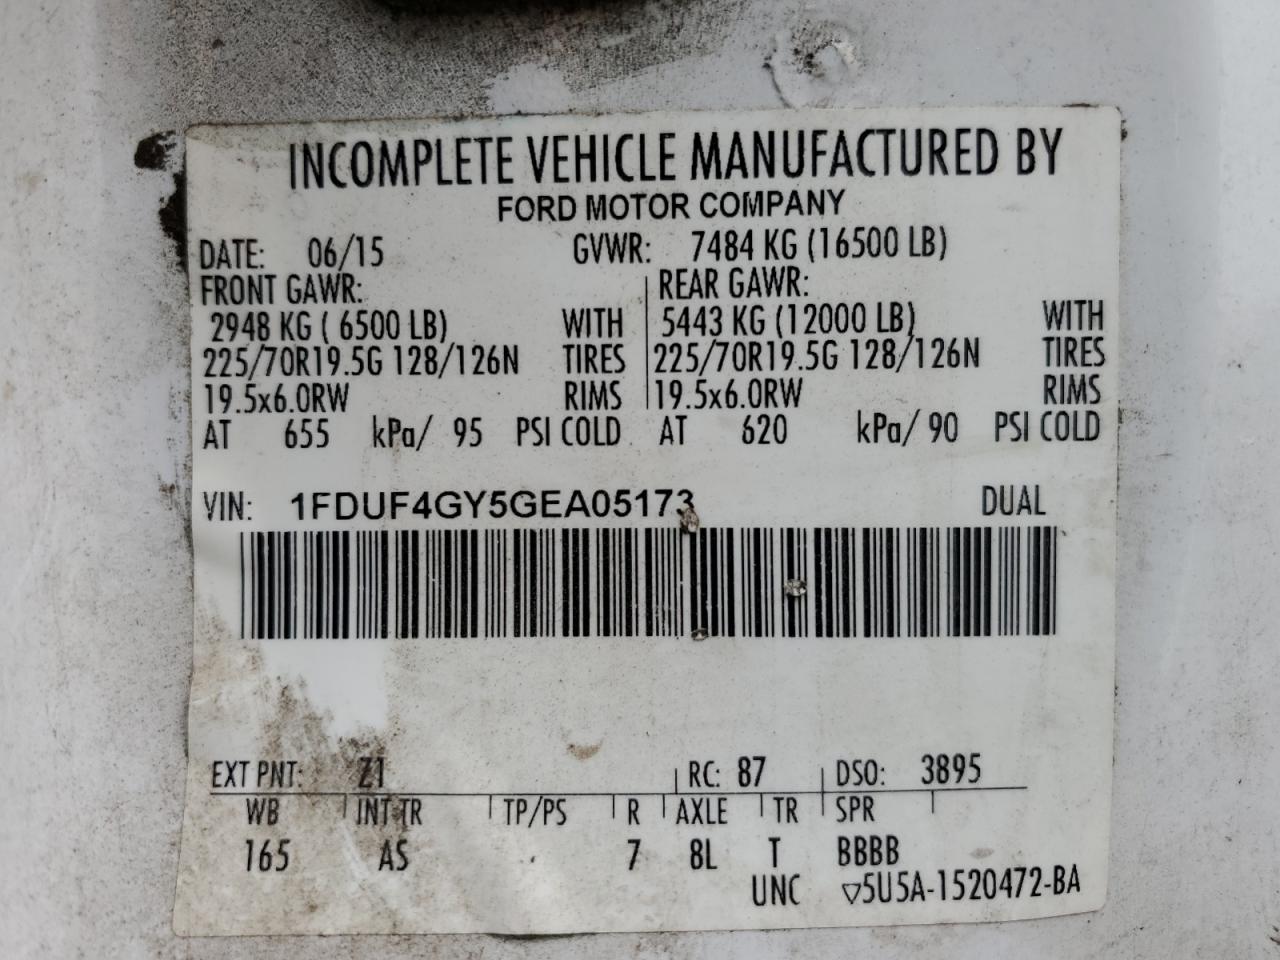 INCOMPLETE VEHICLE MANUFACTURED BY
FORD MOTOR COMPANY
DATE: 06/15 GVWR: 7484 KG (16500 LB)
FRONT GAWR: REAR GAWR:
2948 KG ( 6500 LB) WITH 5443 KG (12000 LB) WITH
225/70R19.5G 128/126N TIRES 225/70R19.5G 128/126N TIRES
19.5x6.0RW RIMS 19.5x6.0RW RIMS
AT 655 kPa/ 95 PSI COLD AT 620 kPa/ 90 PSI COLD
VIN: 1FDUF4GY5GEA05173 DUAL
EXT PNT: Z1 RC: 87 DSO: 3895
WB INT TR TP/PS R AXLE TR SPR
165 AS 7 8L T BBBB
UNC ▽5U5A-1520472-BA